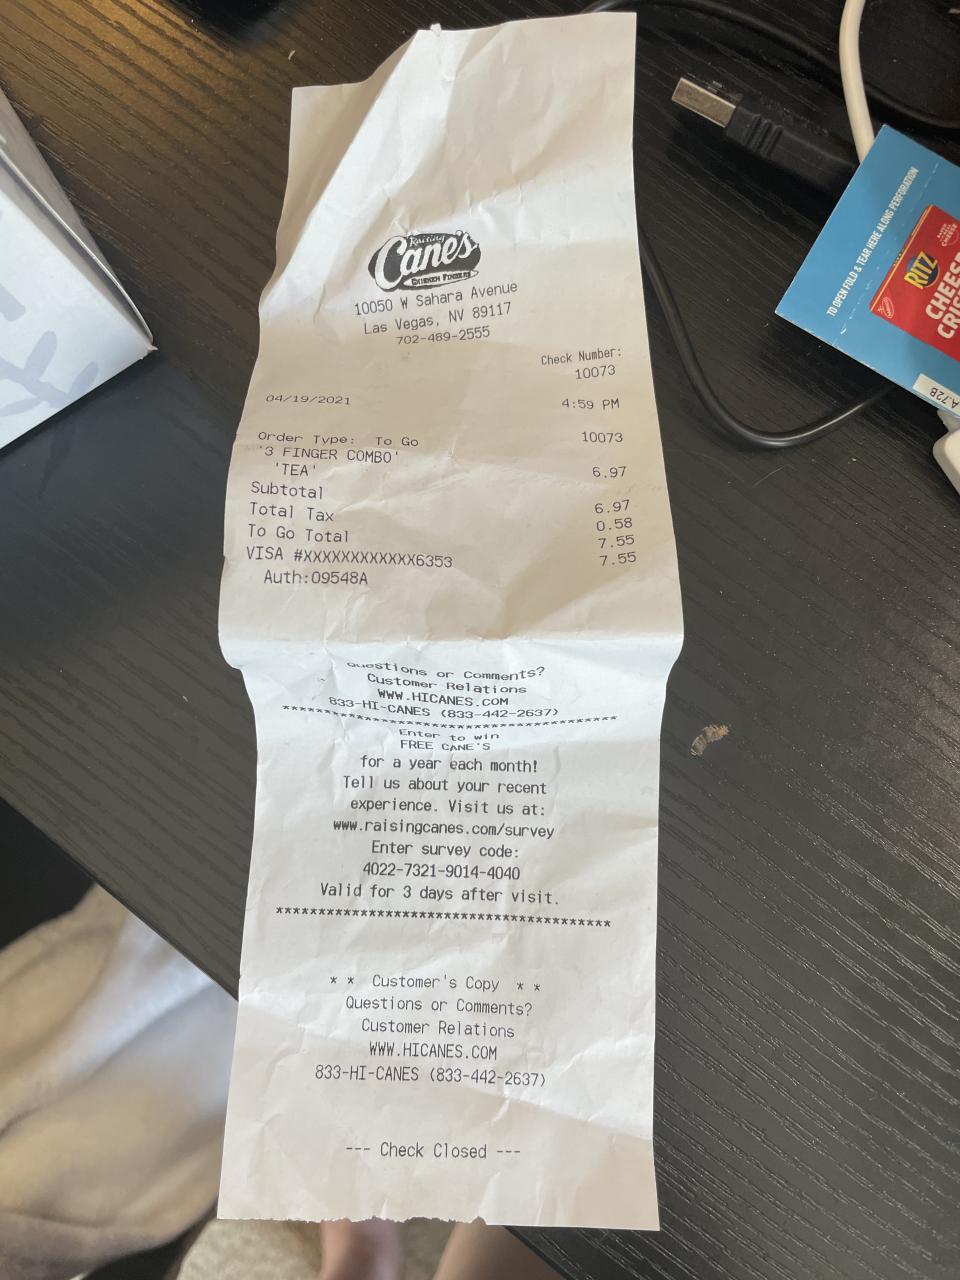 Raising
Cane's
CHICKEN FINGERS
10050 W Sahara Avenue
Las Vegas, NV 89117
702-489-2555
Check Number:
10073
04/19/2021 4:59 PM
Order Type: To Go 10073
'3 FINGER COMBO'
'TEA' 6.97
Subtotal 6.97
Total Tax 0.58
To Go Total 7.55
VISA #XXXXXXXXXXXX6353 7.55
Auth:09548A
Questions or Comments?
Customer Relations
WWW.HICANES.COM
833-HI-CANES (833-442-2637)
****************************************
Enter to win
FREE CANE'S
for a year each month!
Tell us about your recent
experience. Visit us at:
www.raisingcanes.com/survey
Enter survey code:
4022-7321-9014-4040
Valid for 3 days after visit.
****************************************
* * Customer's Copy * *
Questions or Comments?
Customer Relations
WWW.HICANES.COM
833-HI-CANES (833-442-2637)
--- Check Closed ---
TO OPEN FOLD & TEAR HERE ALONG PERFORATION
RITZ
CHEESE
A.72B